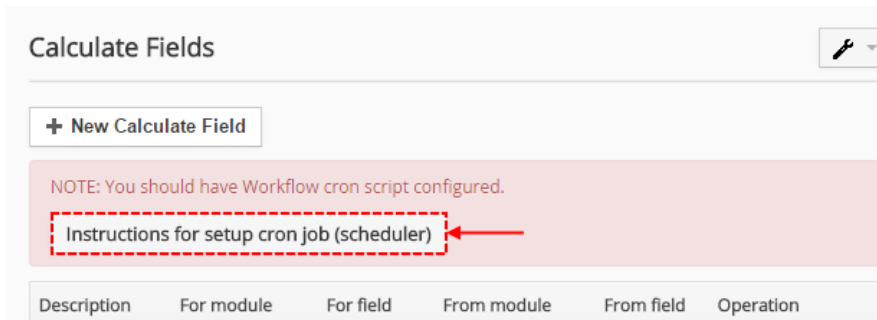 Calculate Fields
+ New Calculate Field
NOTE: You should have Workflow cron script configured.
Instructions for setup cron job (scheduler)
Description For module For field From module From field Operation